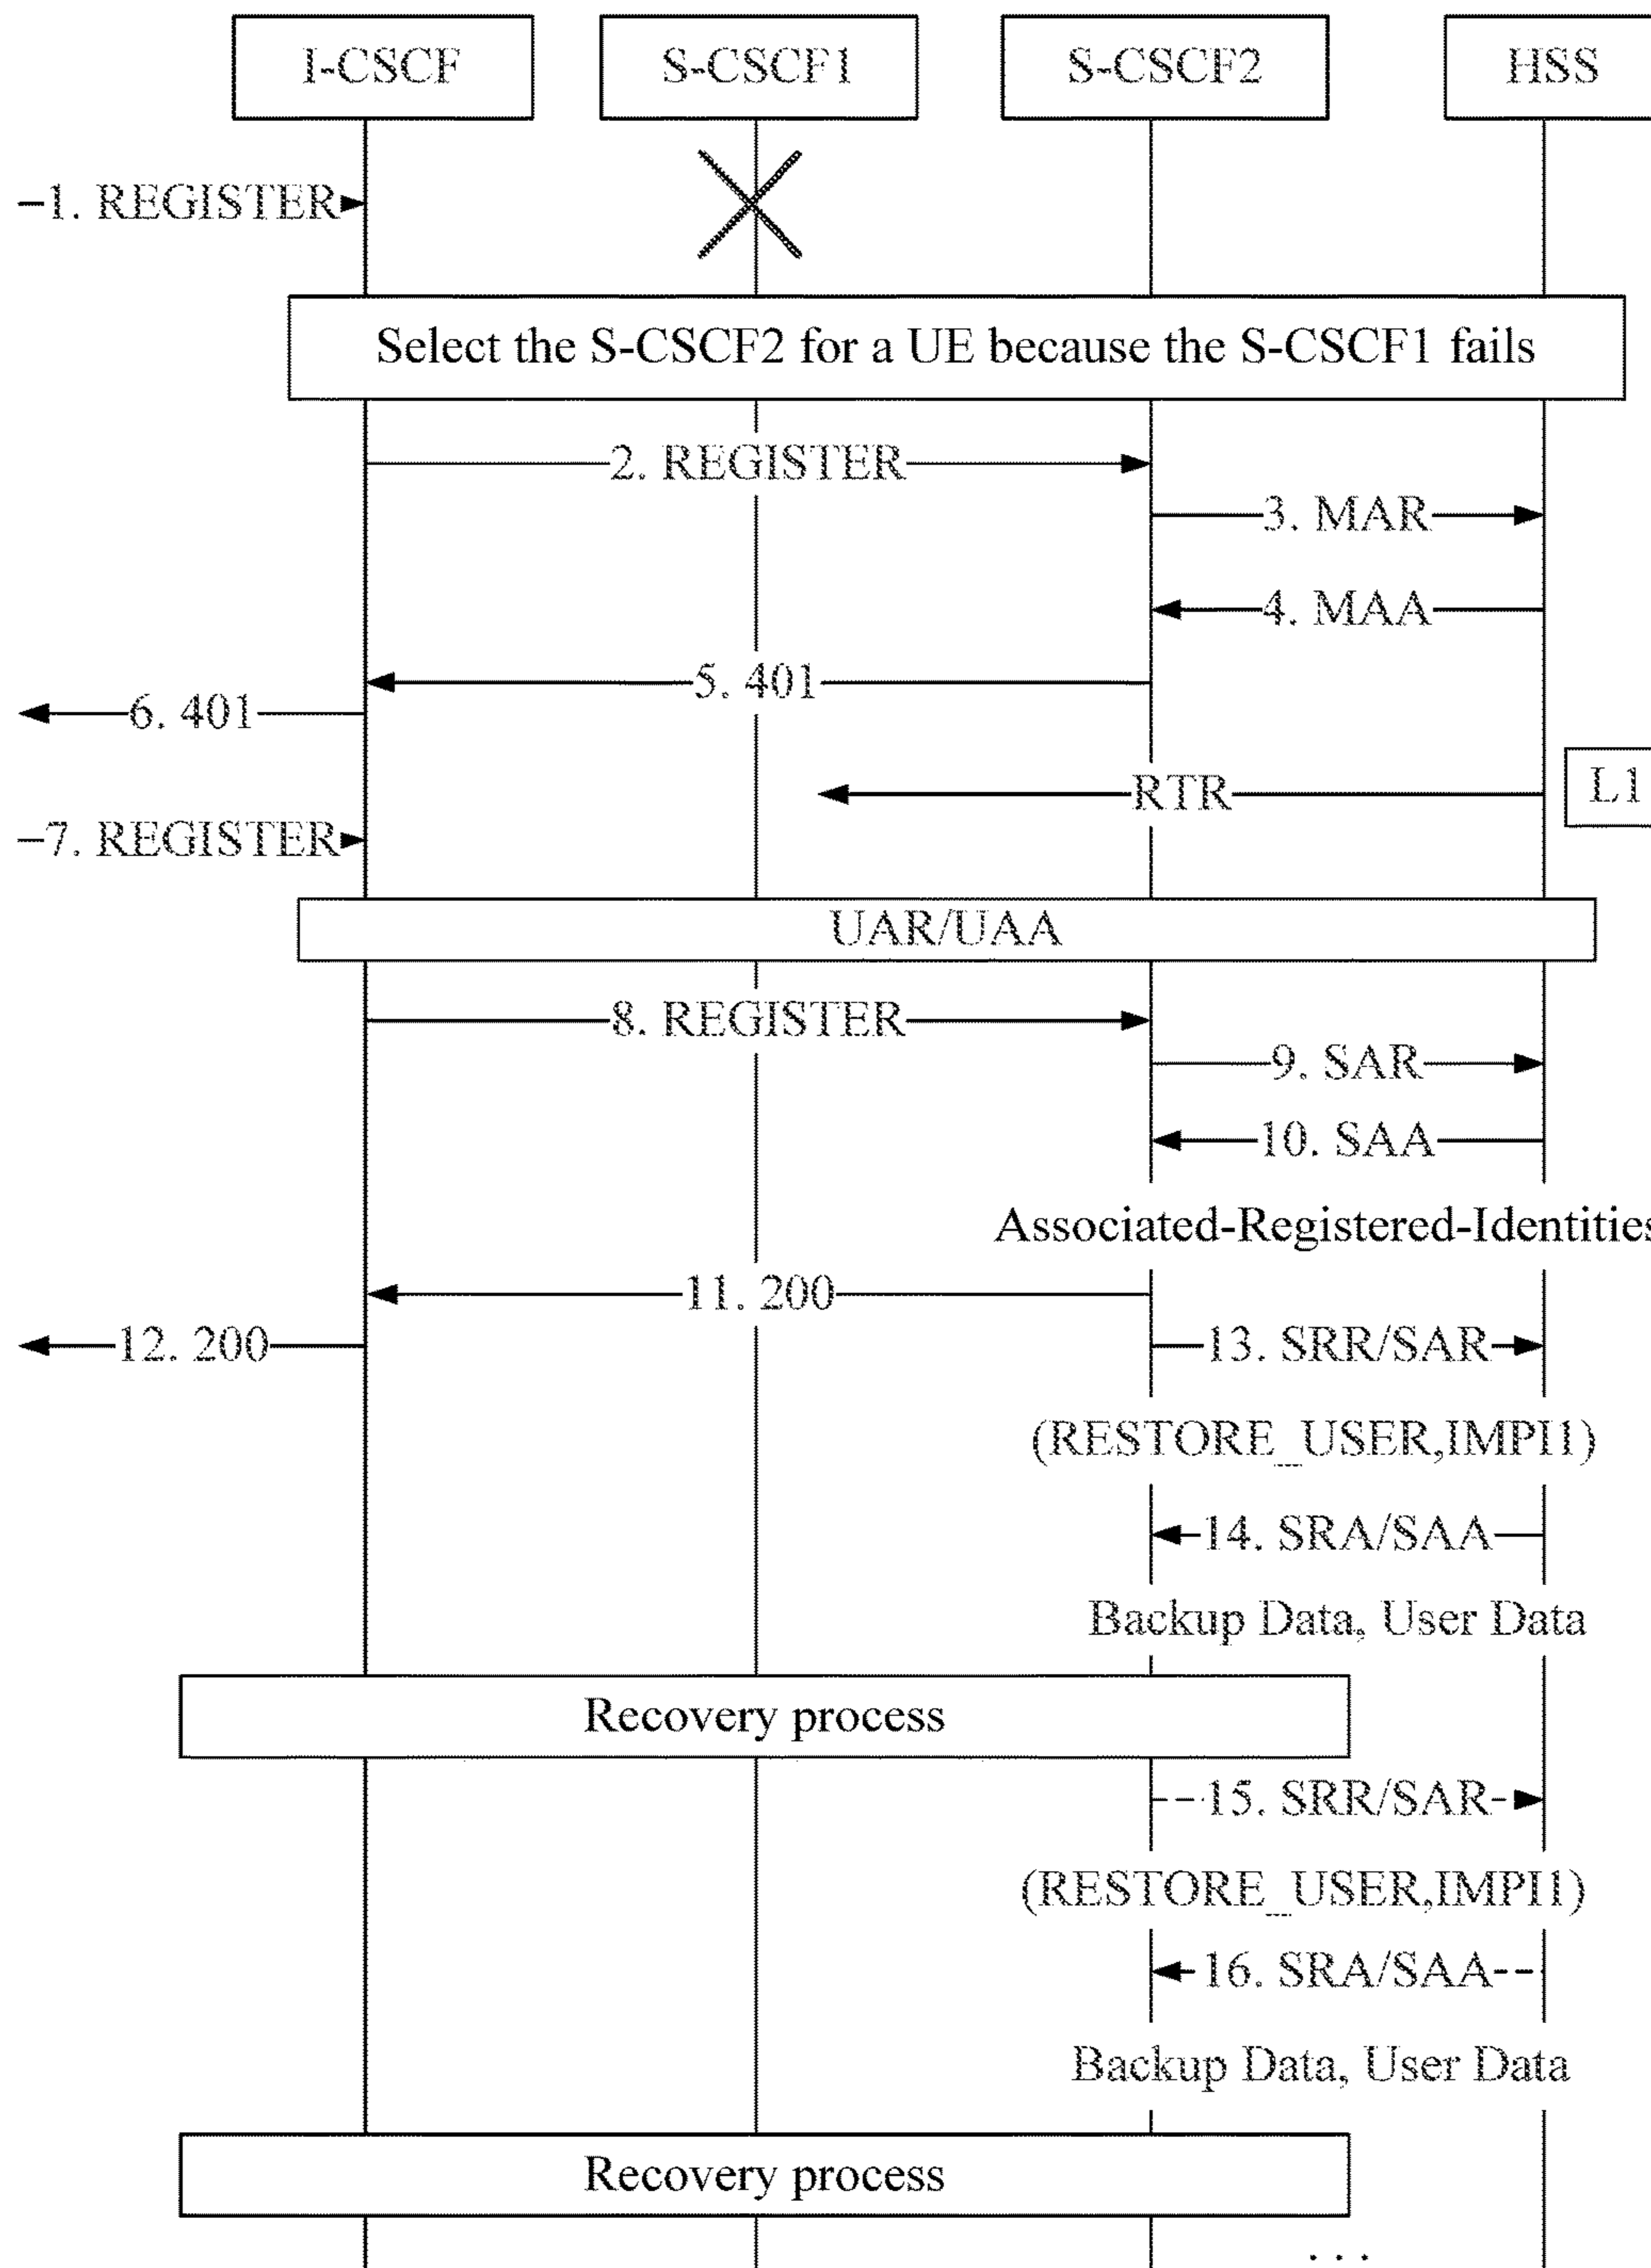 I-CSCF
S-CSCF1
S-CSCF2
HSS
1. REGISTER
Select the S-CSCF2 for a UE because the S-CSCF1 fails
2. REGISTER
3. MAR
4. MAA
5. 401
6. 401
RTR
L1
7. REGISTER
UAR/UAA
8. REGISTER
9. SAR
10. SAA
Associated-Registered-Identities
11. 200
12. 200
13. SRR/SAR
(RESTORE_USER,IMPI1)
14. SRA/SAA
Backup Data, User Data
Recovery process
15. SRR/SAR
(RESTORE_USER,IMPI1)
16. SRA/SAA
Backup Data, User Data
Recovery process
...